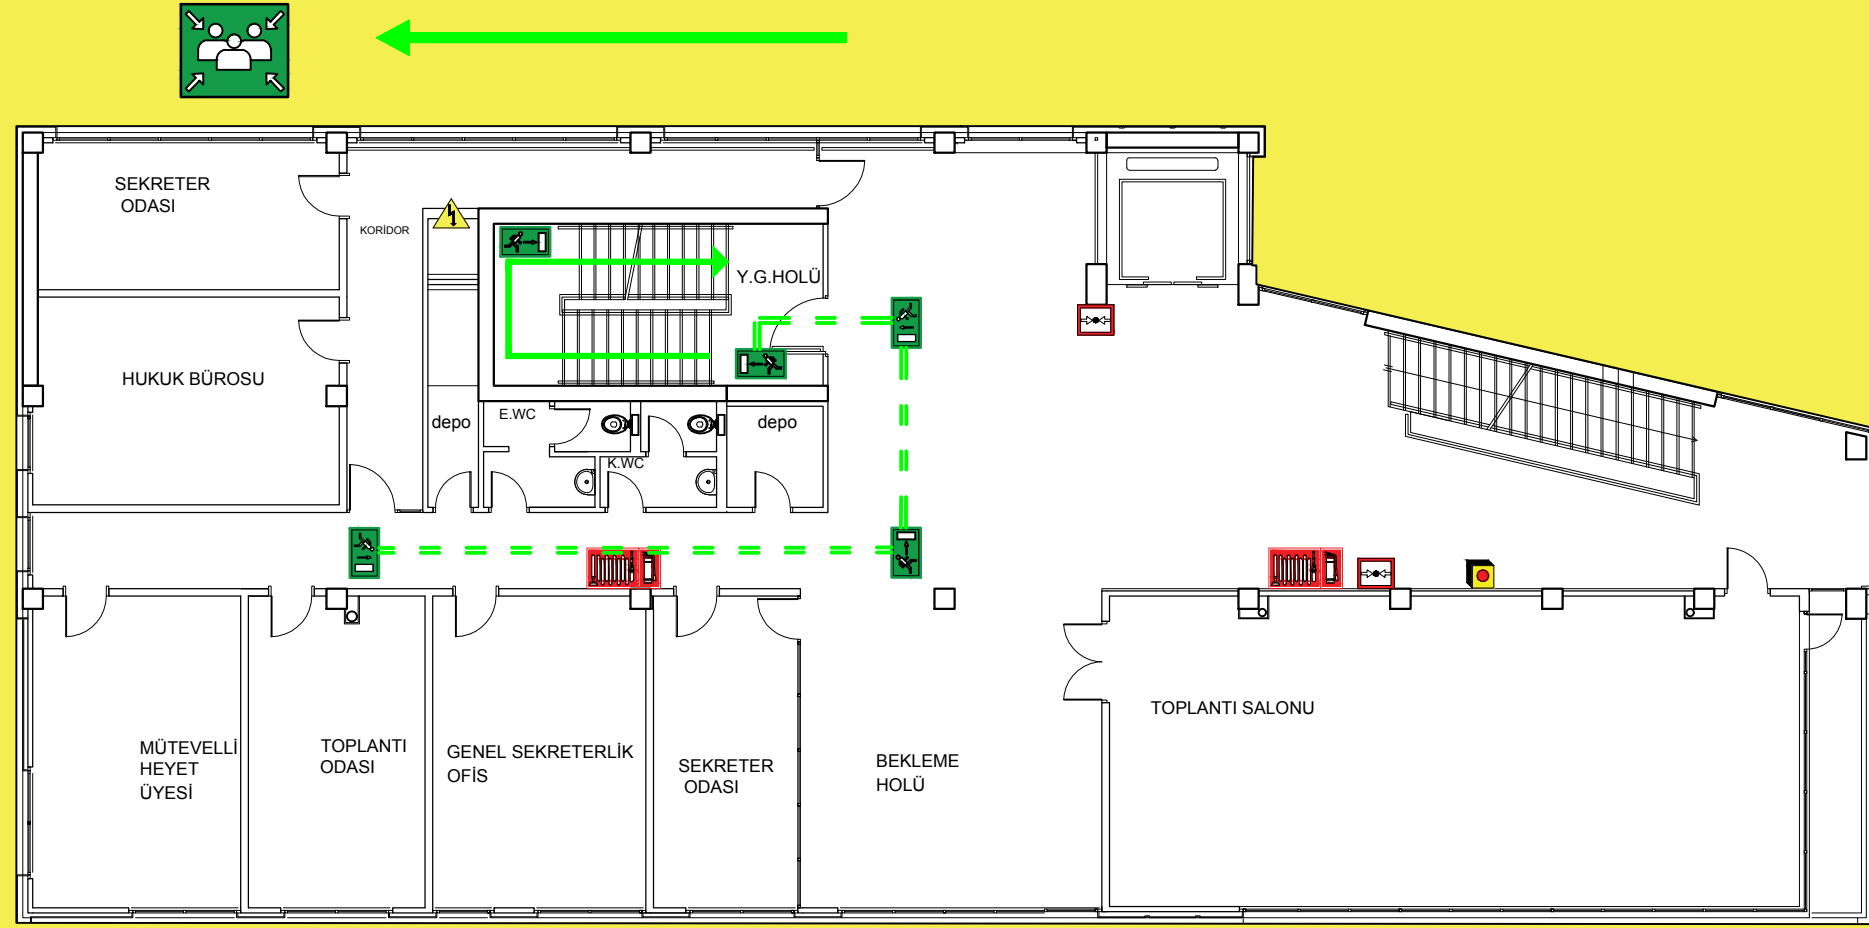 SEKRETER
ODASI
KORİDOR
Y.G.HOLÜ
HUKUK BÜROSU
depo
E.WC
K.WC
depo
MÜTEVELLİ
HEYET
ÜYESİ
TOPLANTI
ODASI
GENEL SEKRETERLİK
OFİS
SEKRETER
ODASI
BEKLEME
HOLÜ
TOPLANTI SALONU